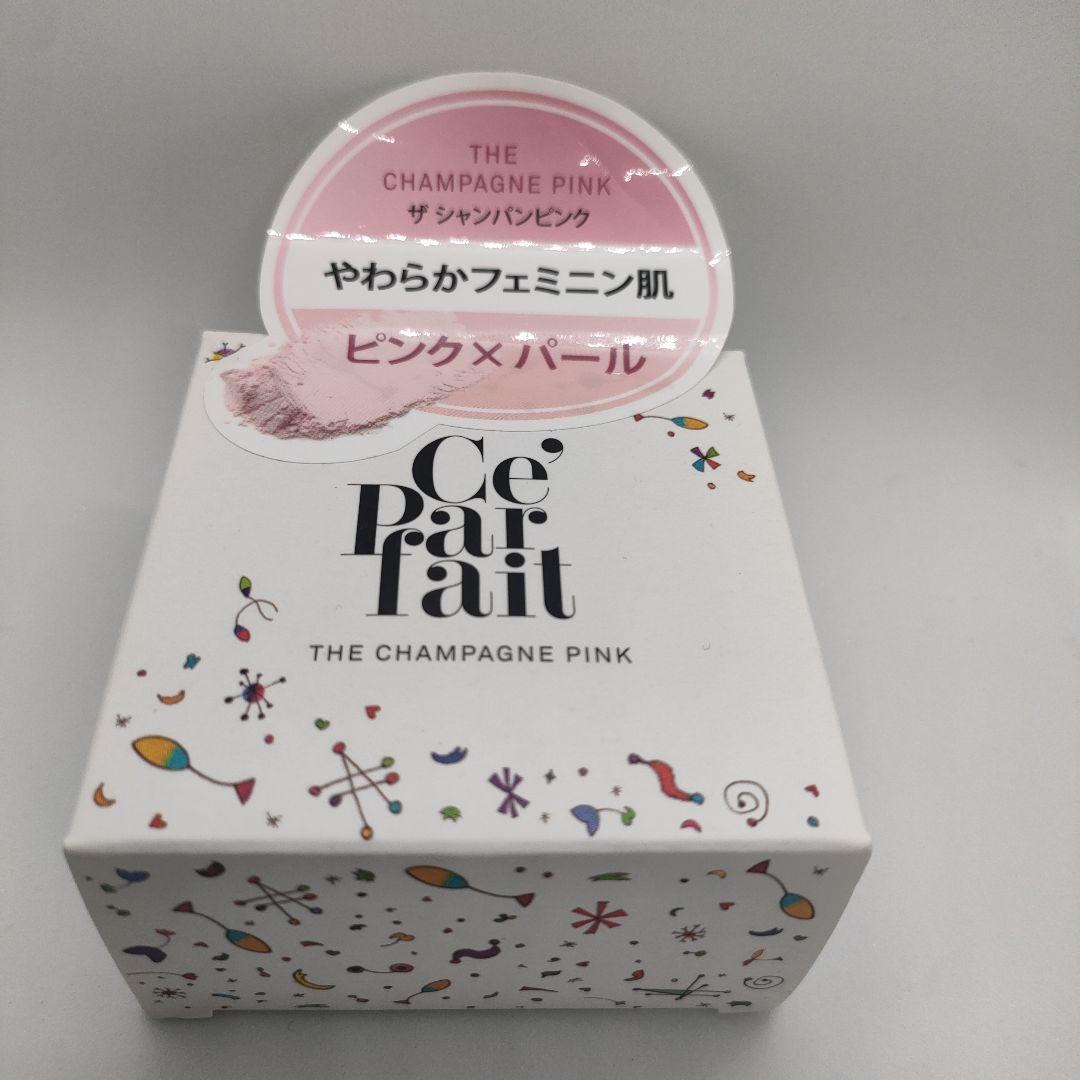 THE
CHAMPAGNE PINK
ザ シャンパンピンク
やわらかフェミニン肌
ピンク×パール
Ce'
Par
fait
THE CHAMPAGNE PINK